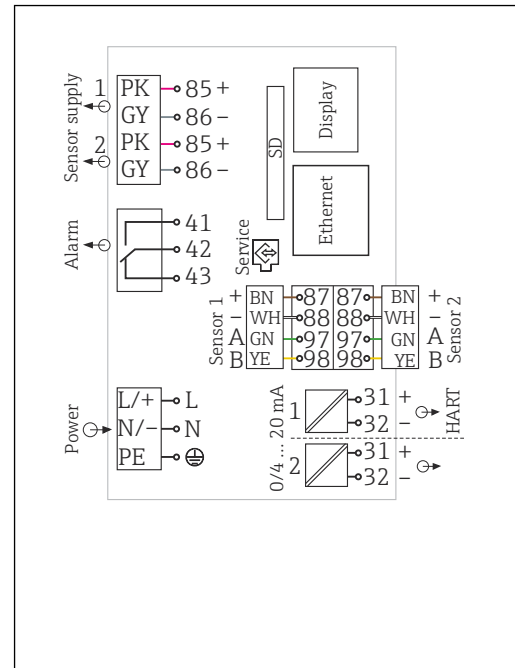 Sensor supply
1 PK 85 +
GY 86 −
2 PK 85 +
GY 86 −
SD
Display
Ethernet
Alarm
41
42
43
Service
Sensor 1
+ BN 87 87 BN +
− WH 88 88 WH −
A GN 97 97 GN A
B YE 98 98 YE B
Sensor 2
Power
L/+ L
N/− N
PE
0/4 ... 20 mA
1 31 +
32 −
HART
2 31 +
32 −